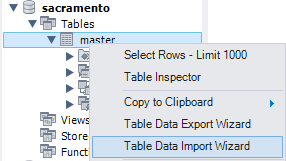 sacramento
Tables
master
Select Rows - Limit 1000
Table Inspector
Copy to Clipboard
Table Data Export Wizard
Table Data Import Wizard
Views
Store
Functi